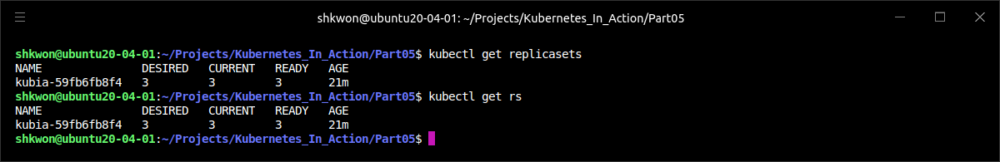 shkwon@ubuntu20-04-01: ~/Projects/Kubernetes_In_Action/Part05
shkwon@ubuntu20-04-01:~/Projects/Kubernetes_In_Action/Part05$ kubectl get replicasets
NAME               DESIRED   CURRENT   READY   AGE
kubia-59fb6fb8f4   3         3         3       21m
shkwon@ubuntu20-04-01:~/Projects/Kubernetes_In_Action/Part05$ kubectl get rs
NAME               DESIRED   CURRENT   READY   AGE
kubia-59fb6fb8f4   3         3         3       21m
shkwon@ubuntu20-04-01:~/Projects/Kubernetes_In_Action/Part05$